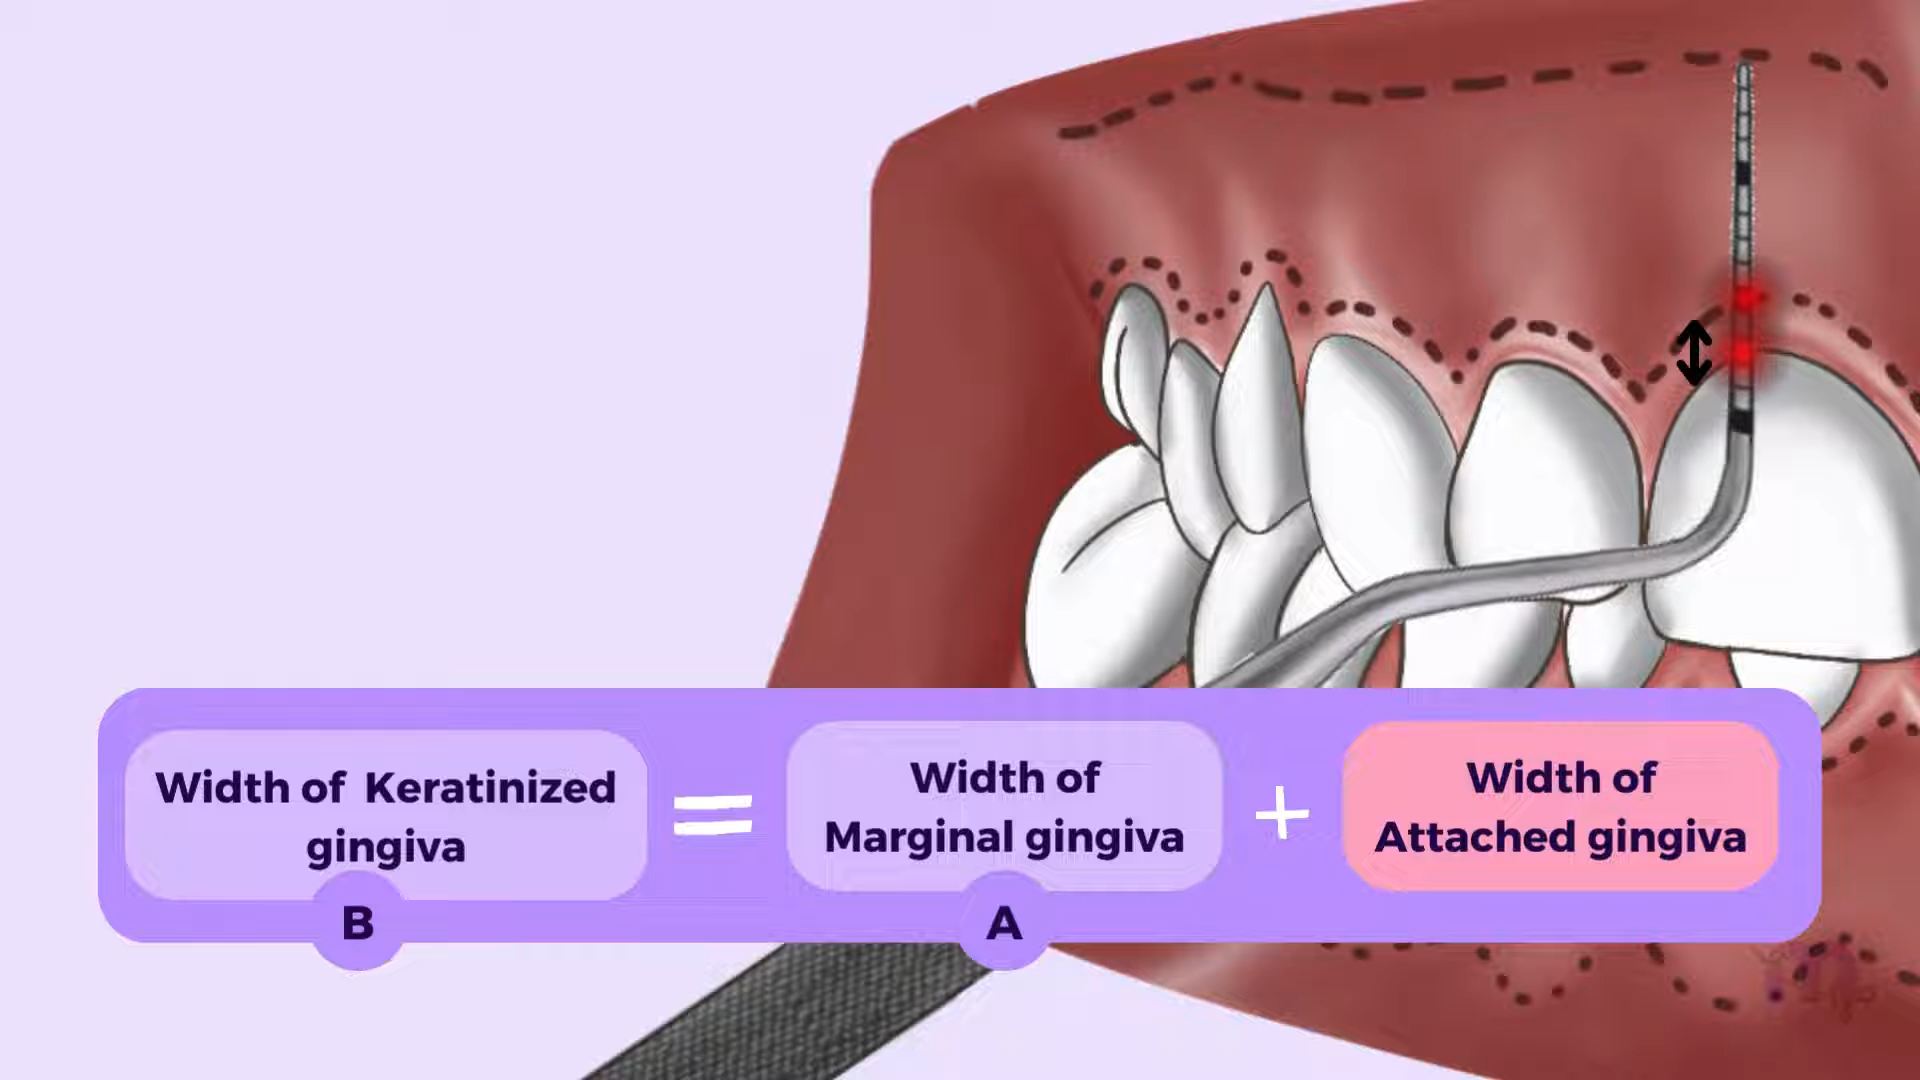 Width of Keratinized
gingiva
=
Width of
Marginal gingiva
+
Width of
Attached gingiva
B
A